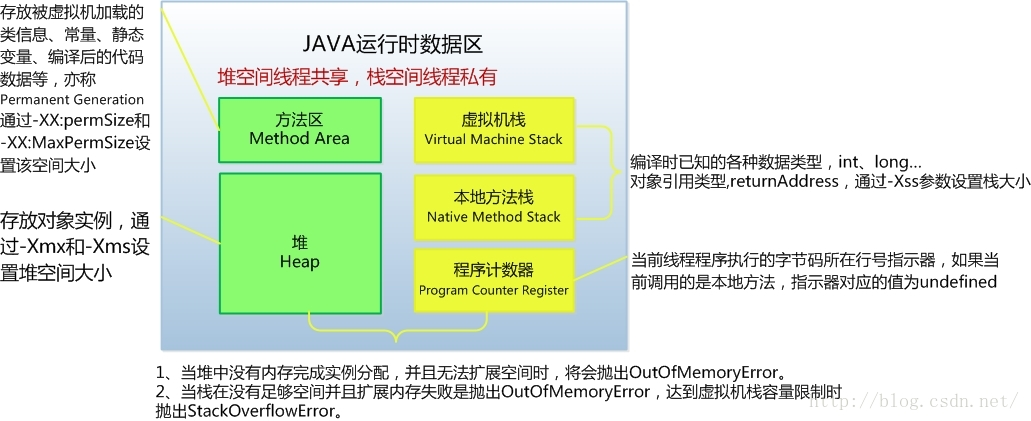 存放被虚拟机加载的
类信息、常量、静态
变量、编译后的代码
数据等，亦称
Permanent Generation
通过-XX:permSize和
-XX:MaxPermSize设
置该空间大小
存放对象实例，通
过-Xmx和-Xms设
置堆空间大小
JAVA运行时数据区
堆空间线程共享，栈空间线程私有
方法区
Method Area
堆
Heap
虚拟机栈
Virtual Machine Stack
本地方法栈
Native Method Stack
程序计数器
Program Counter Register
编译时已知的各种数据类型，int、long...
对象引用类型,returnAddress，通过-Xss参数设置栈大小
当前线程程序执行的字节码所在行号指示器，如果当
前调用的是本地方法，指示器对应的值为undefined
1、当堆中没有内存完成实例分配，并且无法扩展空间时，将会抛出OutOfMemoryError。
2、当栈在没有足够空间并且扩展内存失败是抛出OutOfMemoryError，达到虚拟机栈容量限制时
抛出StackOverflowError。
http://blog.csdn.net/